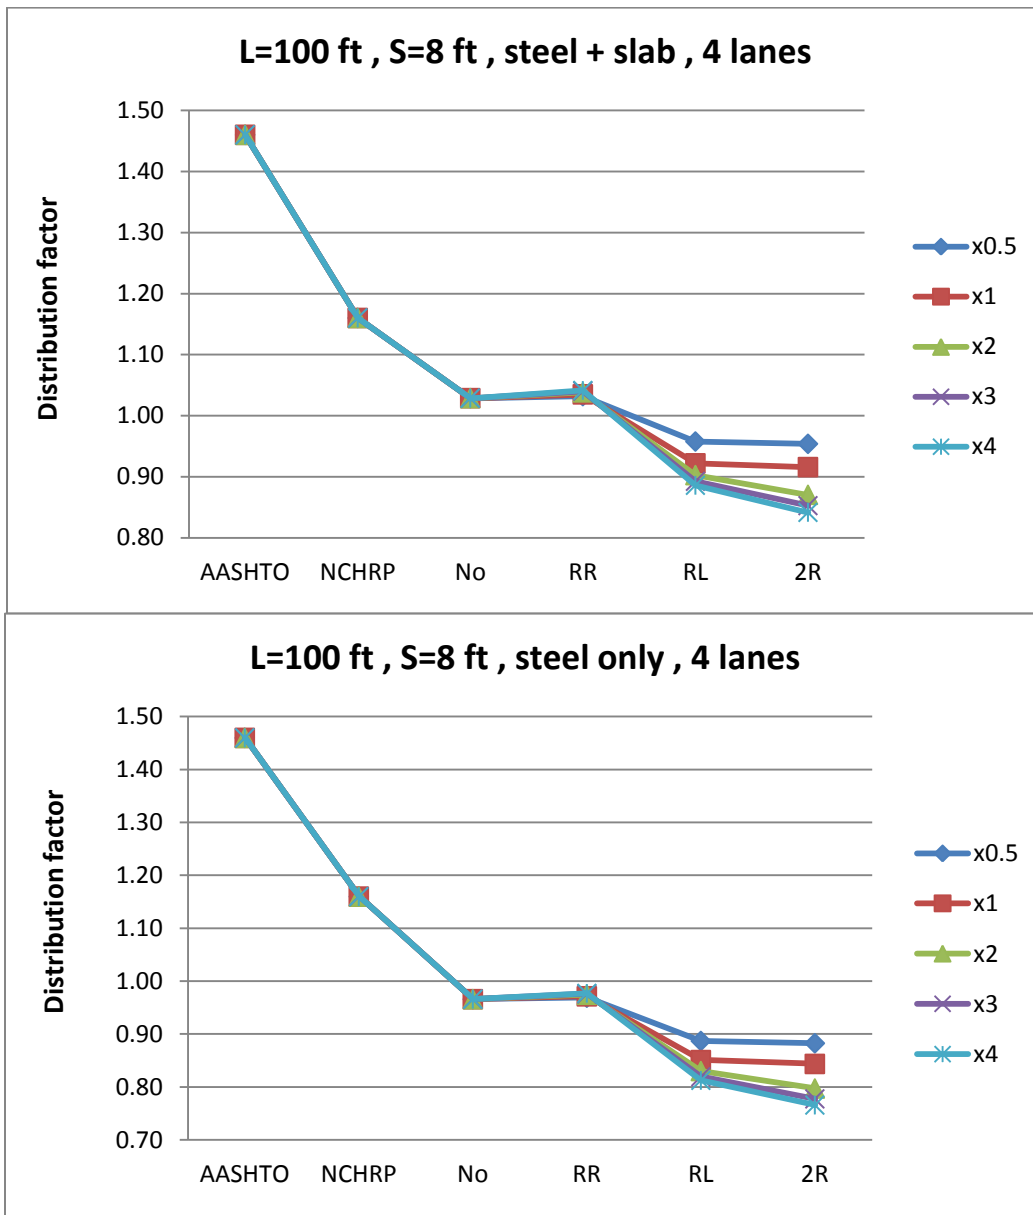 L=100 ft , S=8 ft , steel + slab , 4 lanes
Distribution factor
1.50
1.40
1.30
1.20
1.10
1.00
0.90
0.80
AASHTO NCHRP No RR RL 2R
x0.5
x1
x2
x3
x4
L=100 ft , S=8 ft , steel only , 4 lanes
Distribution factor
1.50
1.40
1.30
1.20
1.10
1.00
0.90
0.80
0.70
AASHTO NCHRP No RR RL 2R
x0.5
x1
x2
x3
x4